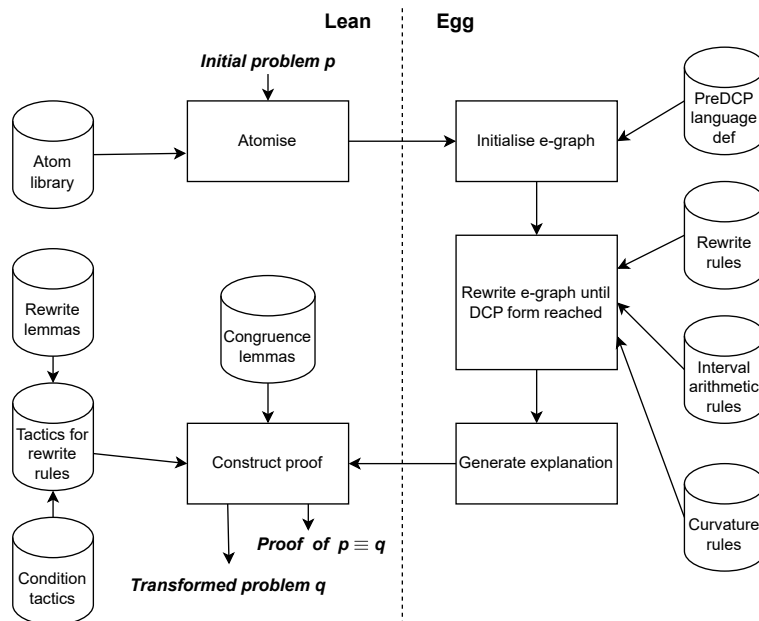 Lean
Egg
Initial problem p
Atom
library
Atomise
Initialise e-graph
PreDCP
language
def
Rewrite
lemmas
Congruence
lemmas
Rewrite e-graph until
DCP form reached
Rewrite
rules
Interval
arithmetic
rules
Tactics for
rewrite
rules
Construct proof
Generate explanation
Curvature
rules
Condition
tactics
Proof of p ≡ q
Transformed problem q